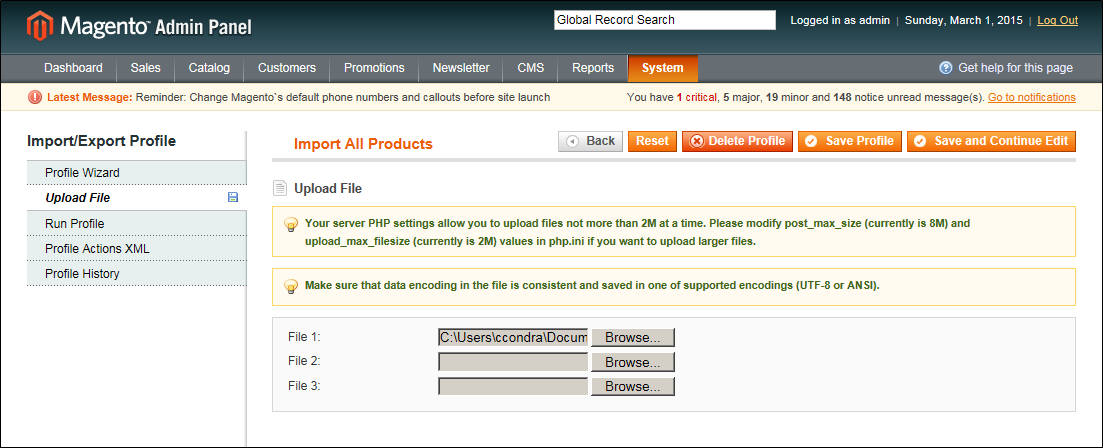 Magento™ Admin Panel
Global Record Search
Logged in as admin | Sunday, March 1, 2015 | Log Out
Dashboard Sales Catalog Customers Promotions Newsletter CMS Reports System Get help for this page
Latest Message: Reminder: Change Magento`s default phone numbers and callouts before site launch You have 1 critical, 5 major, 19 minor and 148 notice unread message(s). Go to notifications
Import/Export Profile
Profile Wizard
Upload File
Run Profile
Profile Actions XML
Profile History
Import All Products
Back Reset Delete Profile Save Profile Save and Continue Edit
Upload File
Your server PHP settings allow you to upload files not more than 2M at a time. Please modify post_max_size (currently is 8M) and
upload_max_filesize (currently is 2M) values in php.ini if you want to upload larger files.
Make sure that data encoding in the file is consistent and saved in one of supported encodings (UTF-8 or ANSI).
File 1: C:\Users\ccondra\Docum Browse...
File 2: Browse...
File 3: Browse...